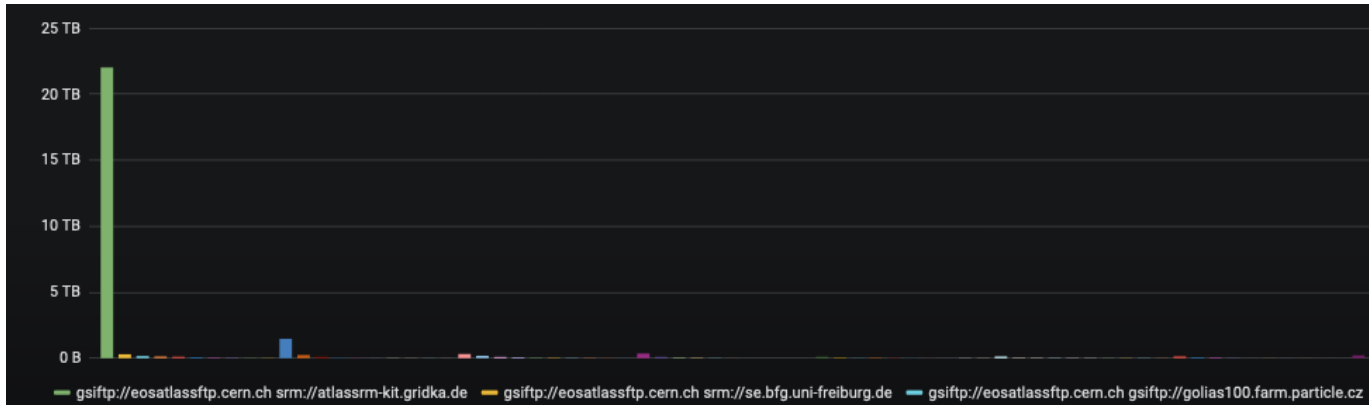 25 TB
20 TB
15 TB
10 TB
5 TB
0 B
gsiftp://eosatlassftp.cern.ch srm://atlassrm-kit.gridka.de gsiftp://eosatlassftp.cern.ch srm://se.bfg.uni-freiburg.de gsiftp://eosatlassftp.cern.ch gsiftp://golias100.farm.particle.cz